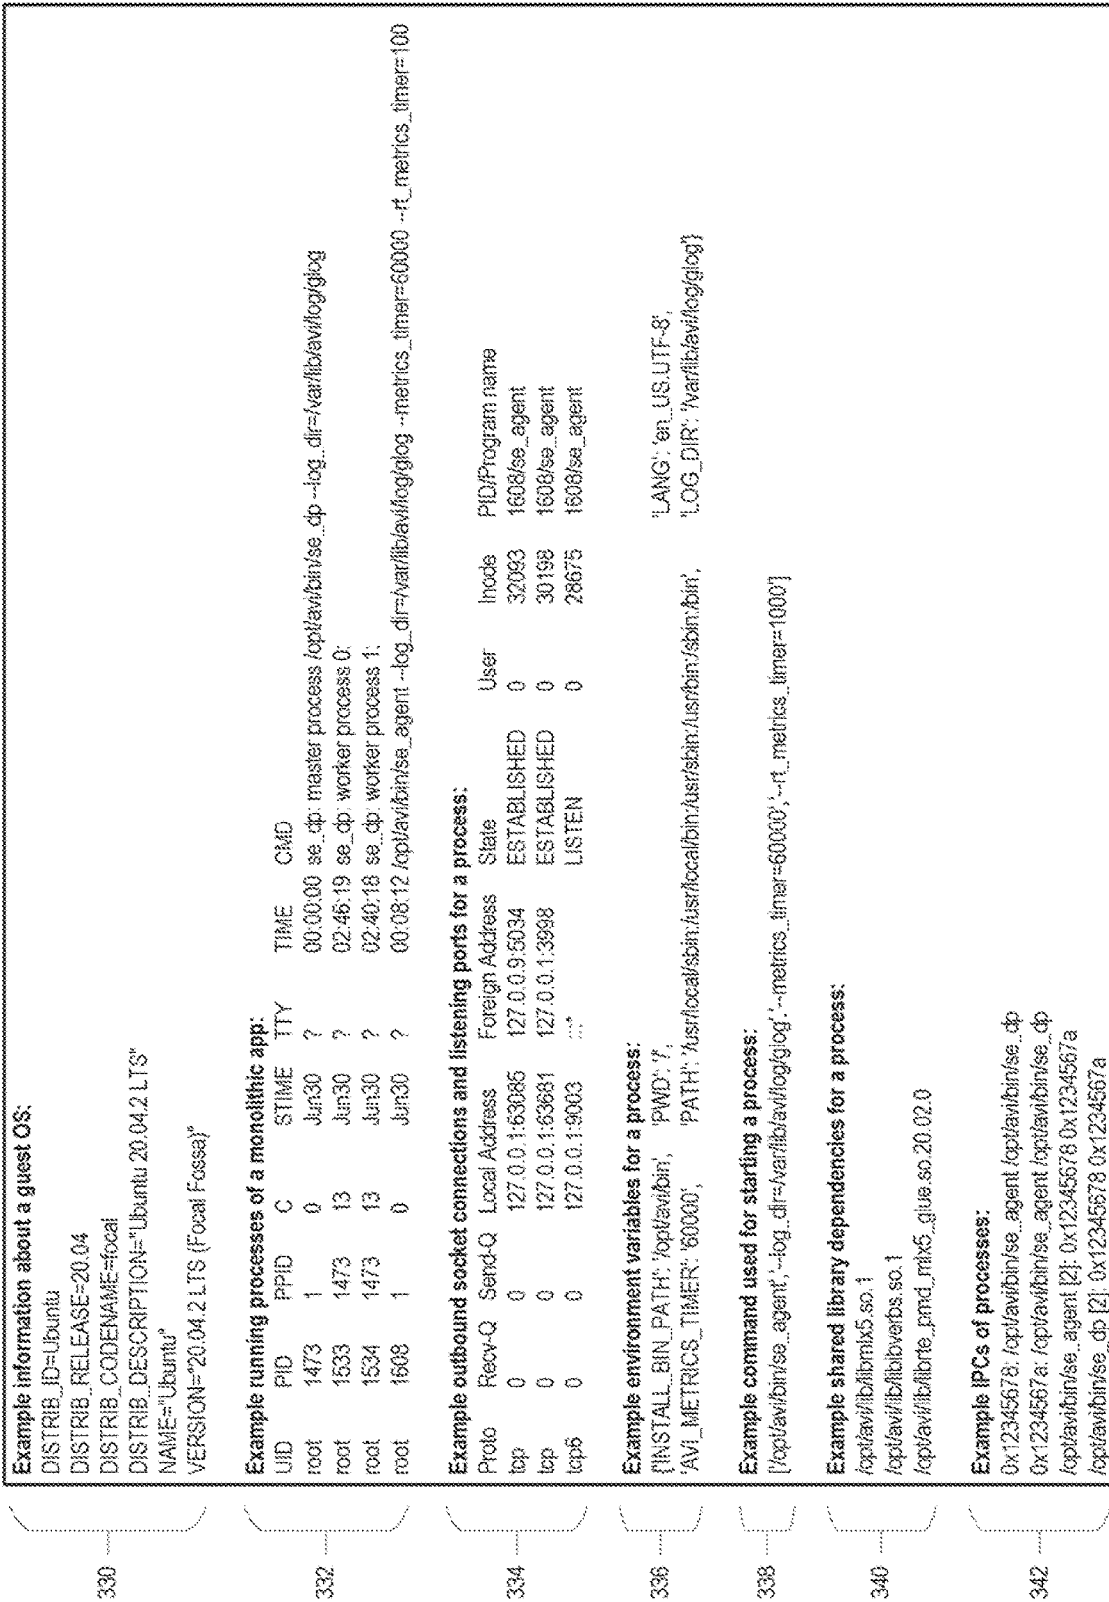 330
Example information about a guest OS:
DISTRIB_ID=Ubuntu
DISTRIB_RELEASE=20.04
DISTRIB_CODENAME=focal
DISTRIB_DESCRIPTION="Ubuntu 20.04.2 LTS"
NAME="Ubuntu"
VERSION="20.04.2 LTS (Focal Fossa)"
332
Example running processes of a monolithic app:
UID PID PPID C STIME TTY TIME CMD
root 1473 1 0 Jun30 ? 00:00:00 se_dp: master process /opt/avi/bin/se_dp --log_dir=/var/lib/avi/log/glog
root 1533 1473 13 Jun30 ? 02:46:19 se_dp: worker process 0:
root 1534 1473 13 Jun30 ? 02:40:18 se_dp: worker process 1:
root 1608 1 0 Jun30 ? 00:08:12 /opt/avi/bin/se_agent --log_dir=/var/lib/avi/log/glog --metrics_timer=60000 --rt_metrics_timer=100
334
Example outbound socket connections and listening ports for a process:
Proto Recv-Q Send-Q Local Address Foreign Address State User Inode PID/Program name
tcp 0 0 127.0.0.1:63085 127.0.0.9:5034 ESTABLISHED 0 32093 1608/se_agent
tcp 0 0 127.0.0.1:63681 127.0.0.1:3998 ESTABLISHED 0 30198 1608/se_agent
tcp6 0 0 127.0.0.1:9003 :::* LISTEN 0 28675 1608/se_agent
336
Example environment variables for a process:
{'INSTALL_BIN_PATH': '/opt/avi/bin', 'PWD': '/', 'LANG': 'en_US.UTF-8',
'AVI_METRICS_TIMER': '60000', 'PATH': '/usr/local/sbin:/usr/local/bin:/usr/sbin:/usr/bin:/sbin:/bin', 'LOG_DIR': '/var/lib/avi/log/glog'}
338
Example command used for starting a process:
['/opt/avi/bin/se_agent','--log_dir=/var/lib/avi/log/glog','--metrics_timer=60000','--rt_metrics_timer=1000']
340
Example shared library dependencies for a process:
/opt/avi/lib/libmlx5.so.1
/opt/avi/lib/libibverbs.so.1
/opt/avi/lib/librte_pmd_mlx5_glue.so.20.02.0
342
Example IPCs of processes:
0x12345678: /opt/avi/bin/se_agent /opt/avi/bin/se_dp
0x1234567a: /opt/avi/bin/se_agent /opt/avi/bin/se_dp
/opt/avi/bin/se_agent [2]: 0x12345678 0x1234567a
/opt/avi/bin/se_dp [2]: 0x12345678 0x1234567a